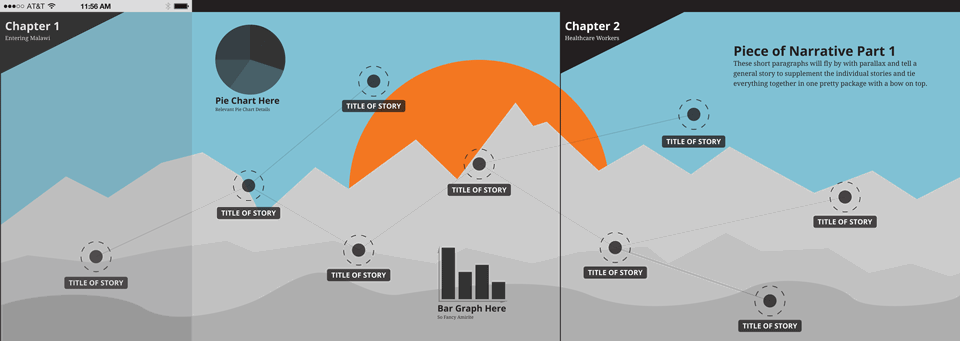 AT&T 11:56 AM
Chapter 1
Entering Malawi
Pie Chart Here
Relevant Pie Chart Details
TITLE OF STORY
TITLE OF STORY
TITLE OF STORY
TITLE OF STORY
TITLE OF STORY
Bar Graph Here
So Fancy Amirite
Chapter 2
Healthcare Workers
Piece of Narrative Part 1
These short paragraphs will fly by with parallax and tell a
general story to supplement the individual stories and tie
everything together in one pretty package with a bow on top.
TITLE OF STORY
TITLE OF STORY
TITLE OF STORY
TITLE OF STORY